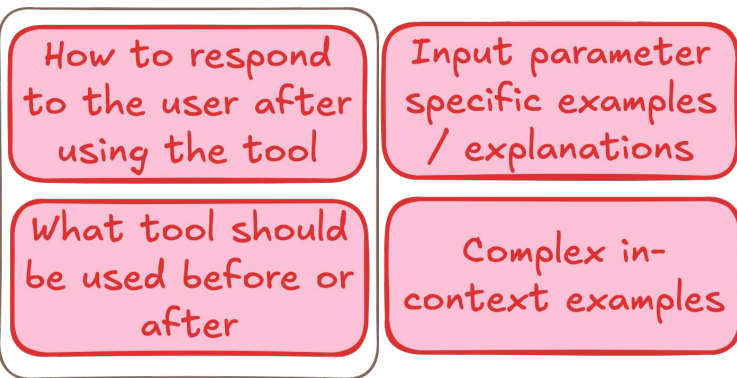 How to respond
to the user after
using the tool
Input parameter
specific examples
/ explanations
What tool should
be used before or
after
Complex in-
context examples